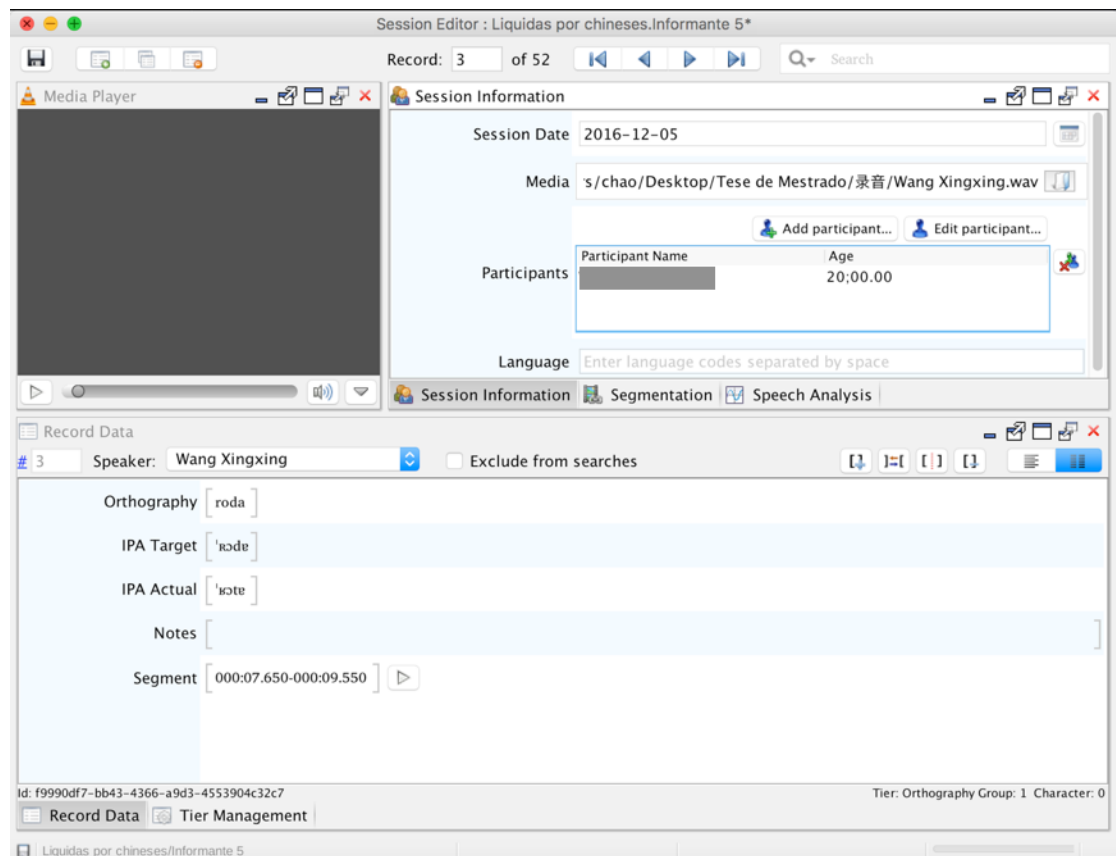 Session Editor : Liquidas por chineses.Informante 5*
Record: 3 of 52 Search
Media Player
Session Information
Session Date 2016-12-05
Media 's/chao/Desktop/Tese de Mestrado/录音/Wang Xingxing.wav
Add participant... Edit participant...
Participant Name Age
Participants 20;00.00
Language Enter language codes separated by space
Session Information Segmentation Speech Analysis
Record Data
# 3 Speaker: Wang Xingxing Exclude from searches
Orthography [ roda ]
IPA Target [ ˈʀɔdɐ ]
IPA Actual [ ˈʁɔtɐ ]
Notes [ ]
Segment [ 000:07.650-000:09.550 ]
Id: f9990df7-bb43-4366-a9d3-4553904c32c7 Tier: Orthography Group: 1 Character: 0
Record Data Tier Management
Liquidas por chineses/Informante 5